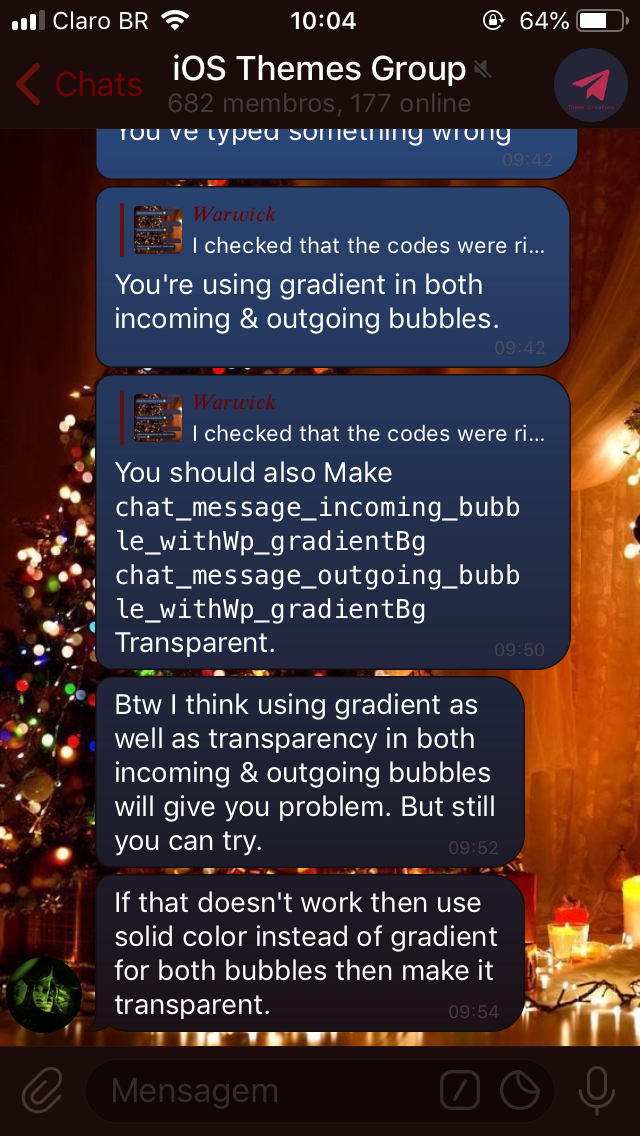 Claro BR
10:04
64%
Chats
iOS Themes Group
682 membros, 177 online
You've typed something wrong
09:42
Warwick
I checked that the codes were ri...
You're using gradient in both
incoming & outgoing bubbles.
09:42
Warwick
I checked that the codes were ri...
You should also Make
chat_message_incoming_bubb
le_withWp_gradientBg
chat_message_outgoing_bubb
le_withWp_gradientBg
Transparent.
09:50
Btw I think using gradient as
well as transparency in both
incoming & outgoing bubbles
will give you problem. But still
you can try.
09:52
If that doesn't work then use
solid color instead of gradient
for both bubbles then make it
transparent.
09:54
Mensagem